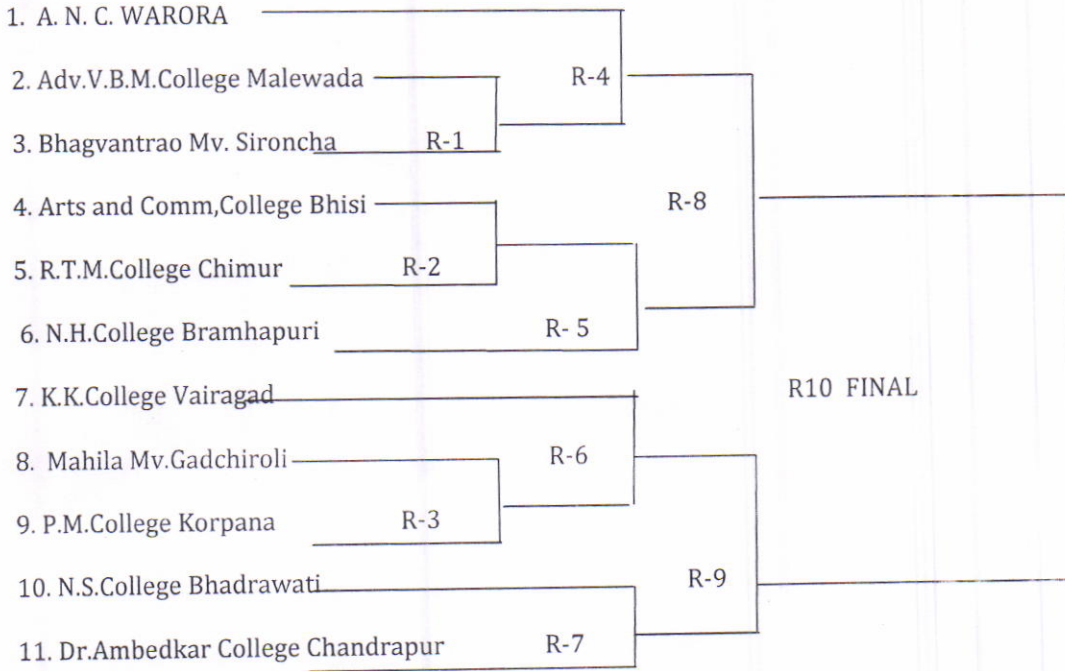 1. A. N. C. WARORA
R-4
2. Adv.V.B.M.College Malewada
3. Bhagvantrao Mv. Sironcha
R-1
4. Arts and Comm,College Bhisi
R-8
5. R.T.M.College Chimur
R-2
6. N.H.College Bramhapuri
R- 5
7. K.K.College Vairagad
R10 FINAL
8. Mahila Mv.Gadchiroli
R-6
9. P.M.College Korpana
R-3
10. N.S.College Bhadrawati
R-9
11. Dr.Ambedkar College Chandrapur
R-7